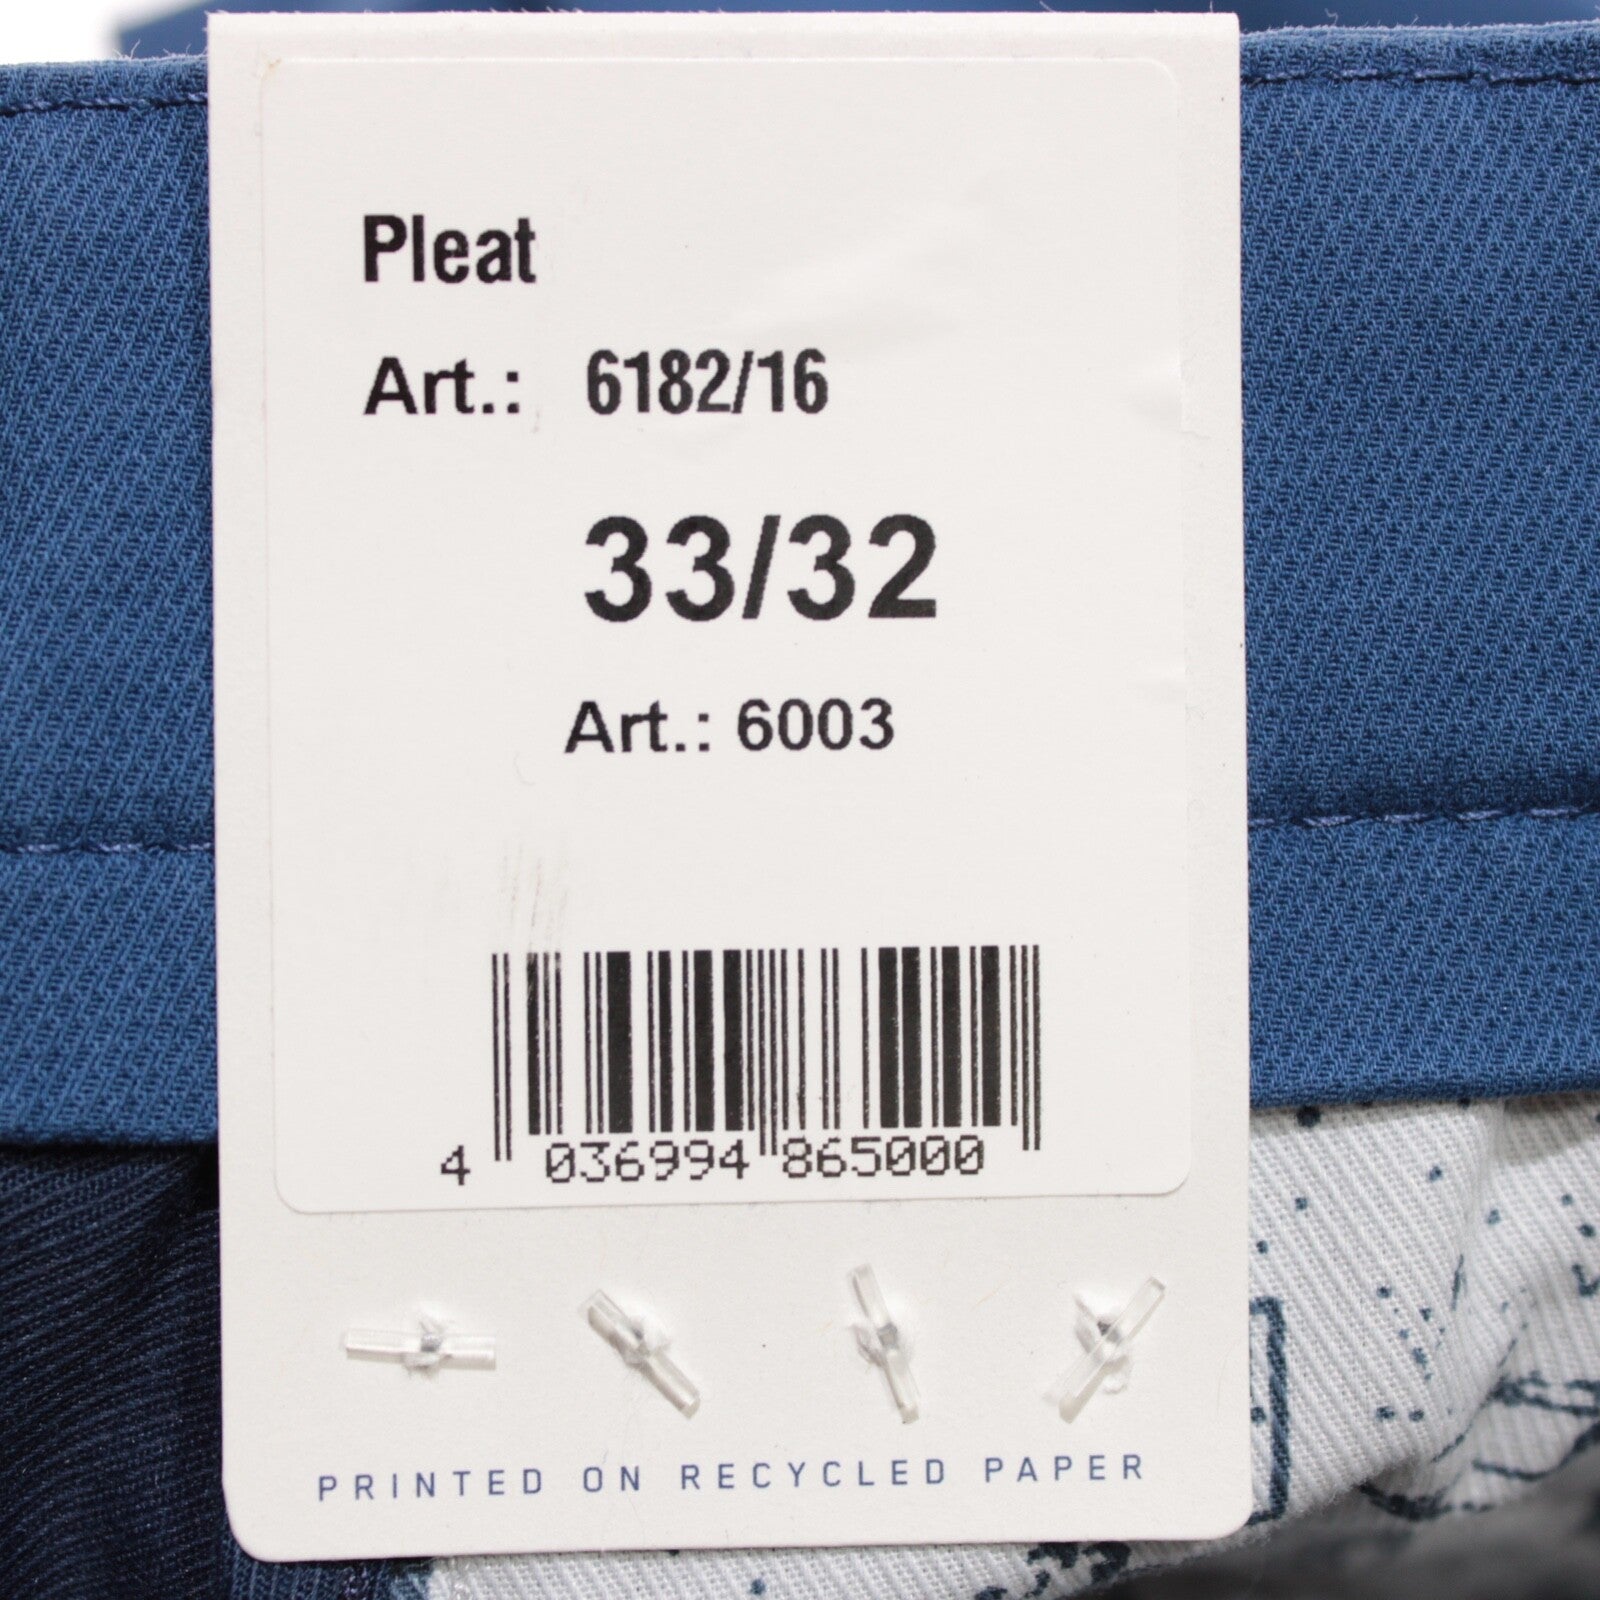 Pleat
Art.: 6182/16
33/32
Art.: 6003
4 036994 865000
PRINTED ON RECYCLED PAPER